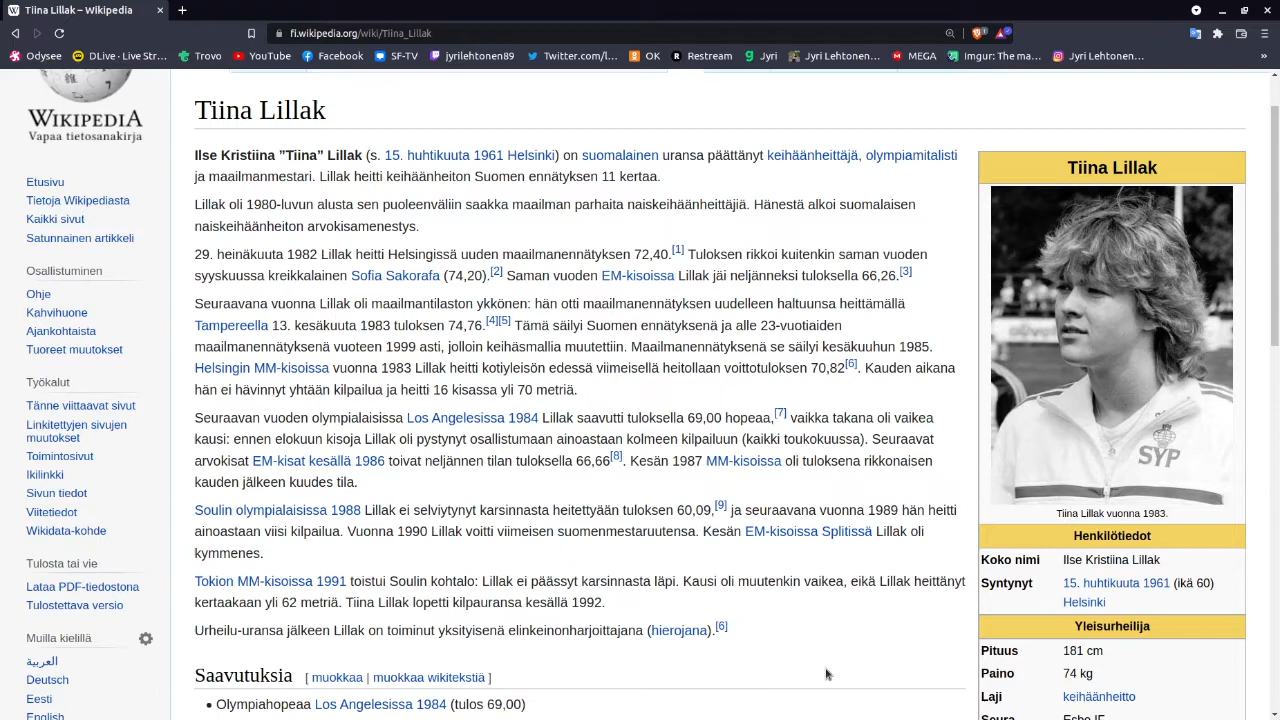 Tiina Lillak – Wikipedia
fi.wikipedia.org/wiki/Tiina_Lillak
Odysee
DLive · Live Str...
Trovo
YouTube
Facebook
SF-TV
jyrilehtonen89
Twitter.com/l...
OK
Restream
Jyri
Jyri Lehtonen...
MEGA
Imgur: The ma...
Jyri Lehtonen...
»
WIKIPEDIA
Vapaa tietosanakirja
Etusivu
Tietoja Wikipediasta
Kaikki sivut
Satunnainen artikkeli
Osallistuminen
Ohje
Kahvihuone
Ajankohtaista
Tuoreet muutokset
Työkalut
Tänne viittaavat sivut
Linkitettyjen sivujen
muutokset
Toimintosivut
Ikilinkki
Sivun tiedot
Viitetiedot
Wikidata-kohde
Tulosta tai vie
Lataa PDF-tiedostona
Tulostettava versio
Muilla kielillä
العربية
Deutsch
Eesti
English
Tiina Lillak
Ilse Kristiina ”Tiina” Lillak (s. 15. huhtikuuta 1961 Helsinki) on suomalainen uransa päättänyt keihäänheittäjä, olympiamitalisti
ja maailmanmestari. Lillak heitti keihäänheiton Suomen ennätyksen 11 kertaa.
Lillak oli 1980-luvun alusta sen puoleenväliin saakka maailman parhaita naiskeihäänheittäjiä. Hänestä alkoi suomalaisen
naiskeihäänheiton arvokisamenestys.
29. heinäkuuta 1982 Lillak heitti Helsingissä uuden maailmanennätyksen 72,40.[1] Tuloksen rikkoi kuitenkin saman vuoden
syyskuussa kreikkalainen Sofia Sakorafa (74,20).[2] Saman vuoden EM-kisoissa Lillak jäi neljänneksi tuloksella 66,26.[3]
Seuraavana vuonna Lillak oli maailmantilaston ykkönen: hän otti maailmanennätyksen uudelleen haltuunsa heittämällä
Tampereella 13. kesäkuuta 1983 tuloksen 74,76.[4][5] Tämä säilyi Suomen ennätyksenä ja alle 23-vuotiaiden
maailmanennätyksenä vuoteen 1999 asti, jolloin keihäsmallia muutettiin. Maailmanennätyksenä se säilyi kesäkuuhun 1985.
Helsingin MM-kisoissa vuonna 1983 Lillak heitti kotiyleisön edessä viimeisellä heitollaan voittotuloksen 70,82[6]. Kauden aikana
hän ei hävinnyt yhtään kilpailua ja heitti 16 kisassa yli 70 metriä.
Seuraavan vuoden olympialaisissa Los Angelesissa 1984 Lillak saavutti tuloksella 69,00 hopeaa,[7] vaikka takana oli vaikea
kausi: ennen elokuun kisoja Lillak oli pystynyt osallistumaan ainoastaan kolmeen kilpailuun (kaikki toukokuussa). Seuraavat
arvokisat EM-kisat kesällä 1986 toivat neljännen tilan tuloksella 66,66[8]. Kesän 1987 MM-kisoissa oli tuloksena rikkonaisen
kauden jälkeen kuudes tila.
Soulin olympialaisissa 1988 Lillak ei selviytynyt karsinnasta heitettyään tuloksen 60,09,[9] ja seuraavana vuonna 1989 hän heitti
ainoastaan viisi kilpailua. Vuonna 1990 Lillak voitti viimeisen suomenmestaruutensa. Kesän EM-kisoissa Splitissä Lillak oli
kymmenes.
Tokion MM-kisoissa 1991 toistui Soulin kohtalo: Lillak ei päässyt karsinnasta läpi. Kausi oli muutenkin vaikea, eikä Lillak heittänyt
kertaakaan yli 62 metriä. Tiina Lillak lopetti kilpauransa kesällä 1992.
Urheilu-uransa jälkeen Lillak on toiminut yksityisenä elinkeinonharjoittajana (hierojana).[6]
Saavutuksia [ muokkaa | muokkaa wikitekstiä ]
• Olympiahopeaa Los Angelesissa 1984 (tulos 69,00)
Tiina Lillak
SYP
Tiina Lillak vuonna 1983.
Henkilötiedot
Koko nimi Ilse Kristiina Lillak
Syntynyt 15. huhtikuuta 1961 (ikä 60)
Helsinki
Yleisurheilija
Pituus 181 cm
Paino 74 kg
Laji keihäänheitto
Seura Esbo IF